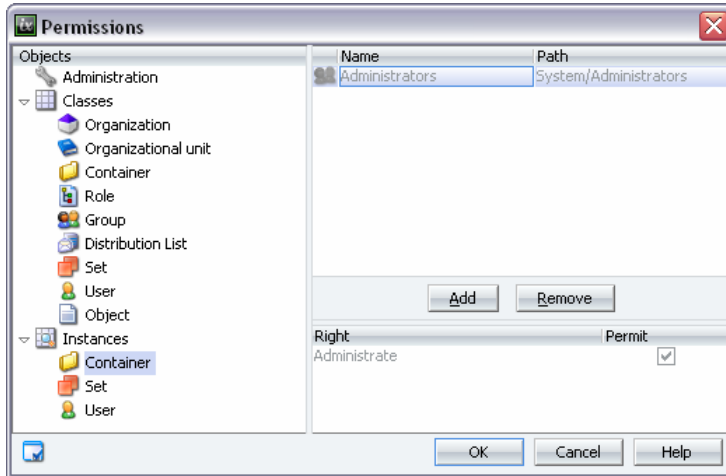 Permissions
Objects
Administration
Classes
Organization
Organizational unit
Container
Role
Group
Distribution List
Set
User
Object
Instances
Container
Set
User
Name Path
Administrators System/Administrators
Add Remove
Right Permit
Administrate
OK Cancel Help